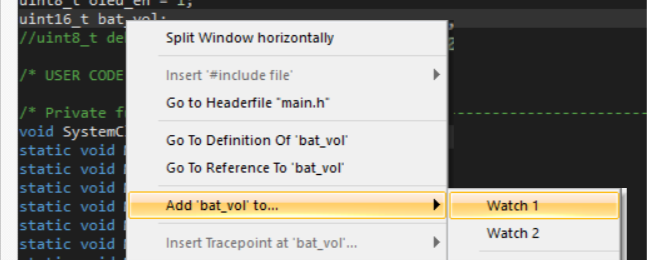 uint8_t oled_en = 1;
uint16_t bat_vol;
//uint8_t de
Split Window horizontally
/* USER CODE
Insert '#include file'
Go to Headerfile "main.h"
/* Private f
void SystemC
Go To Definition Of 'bat_vol'
static void
Go To Reference To 'bat_vol'
static void
static void
Add 'bat_vol' to...
Watch 1
static void
static void
Watch 2
static void
Insert Tracepoint at 'bat_vol'...